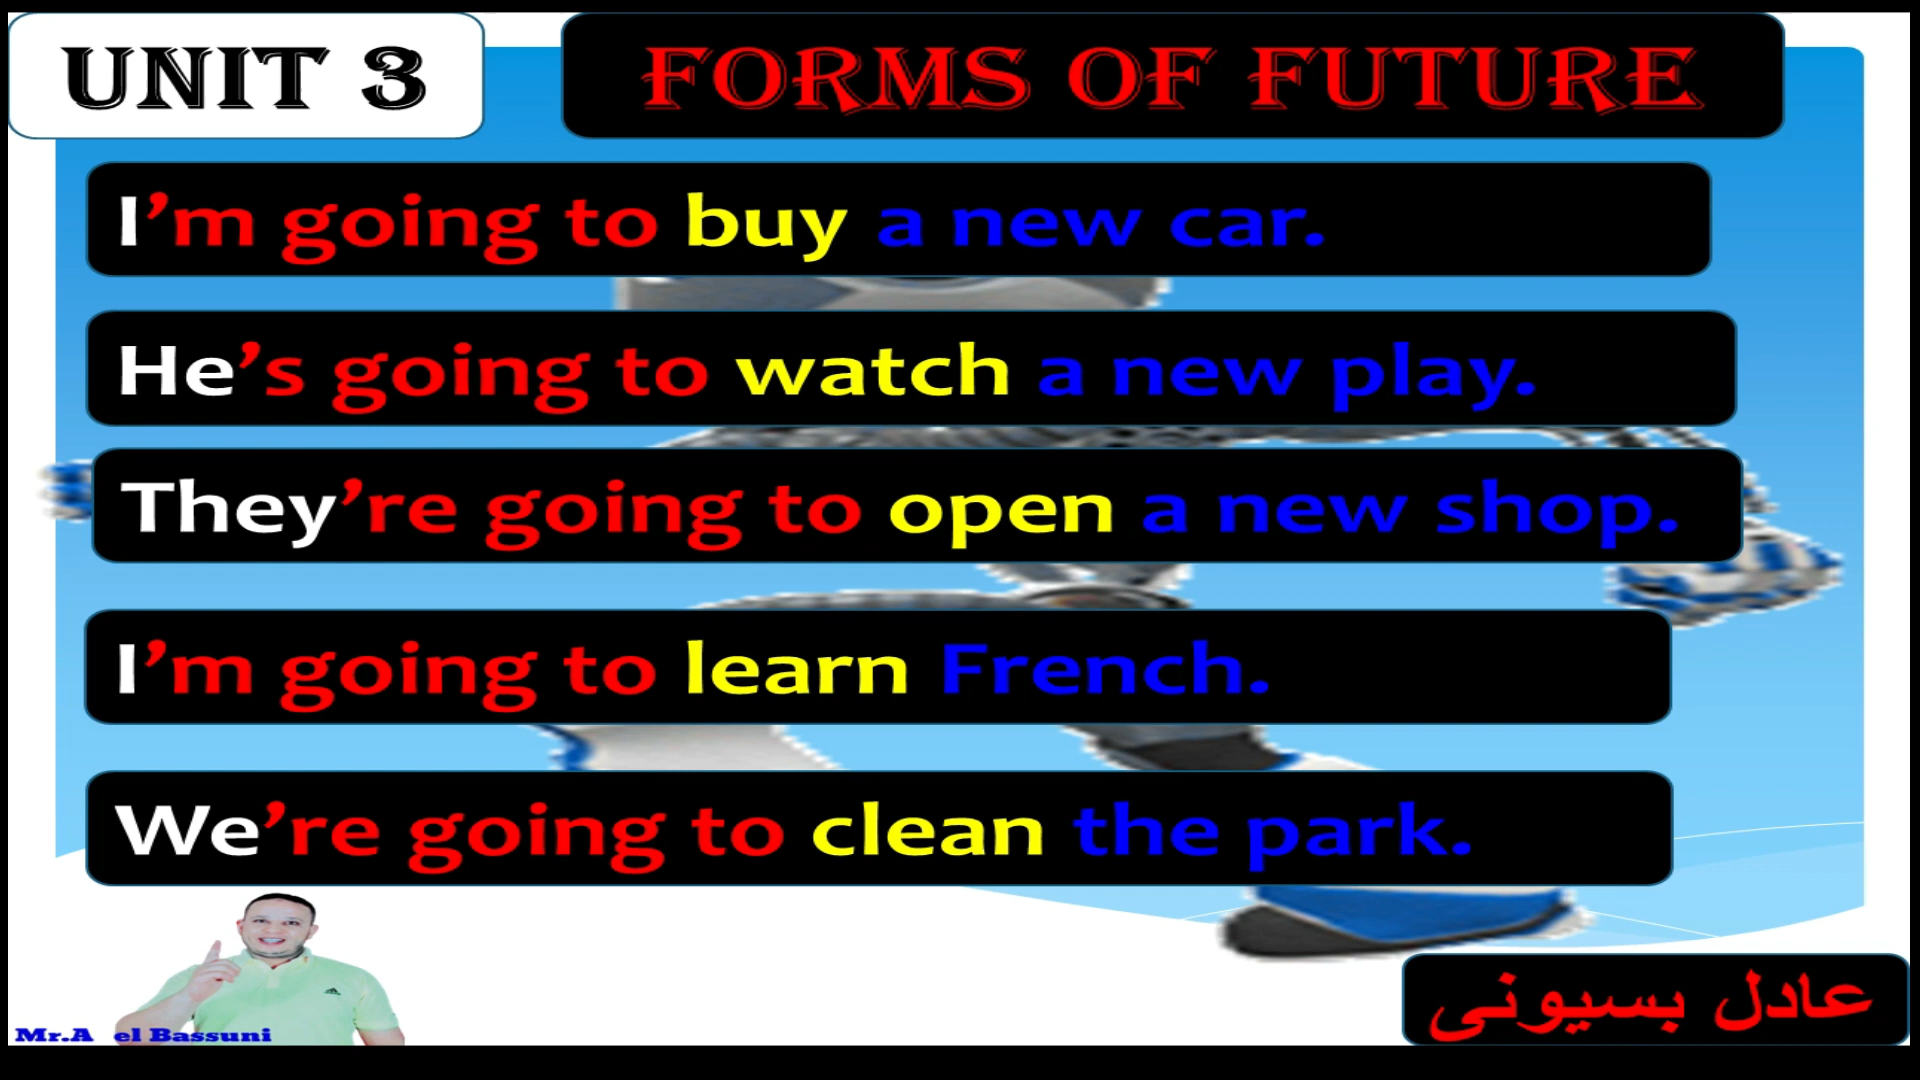 UNIT 3
FORMS OF FUTURE
I’m going to buy a new car.
He’s going to watch a new play.
They’re going to open a new shop.
I’m going to learn French.
We’re going to clean the park.
Mr.A el Bassuni
عادل بسيونى